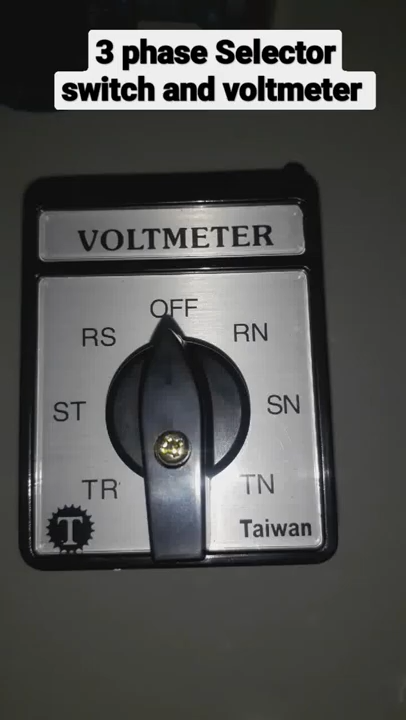 3 phase Selector
switch and voltmeter
VOLTMETER
OFF
RS
RN
ST
SN
TR
TN
T
Taiwan